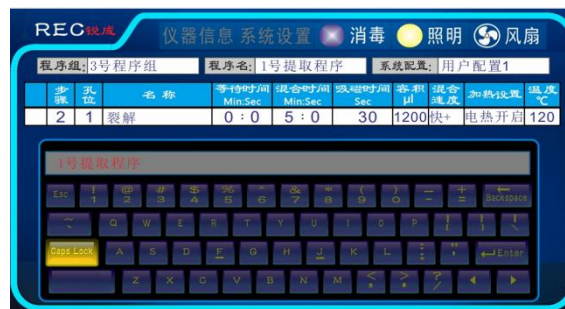 REC锐成 仪器信息 系统设置 消毒 照明 风扇
程序组: 3号程序组 程序名: 1号提取程序 系统配置: 用户配置1
步骤 孔位 名 称 等待时间 Min:Sec 混合时间 Min:Sec 吸磁时间 Sec 容积 μl 混合速度 加热设置 温度 ℃
2 1 裂解 0 : 0 5 : 0 30 1200 快+ 电热开启 120
1号提取程序
Esc ! 1 @ 2 # 3 $ 4 % 5 ^ 6 & 7 * 8 ( 9 ) 0 — - + = Backspace
~ Q W E R T Y U I O P
Caps Lock A S D F G H J K L : ; " ' Enter
Z X C V B N M < , > . ? /